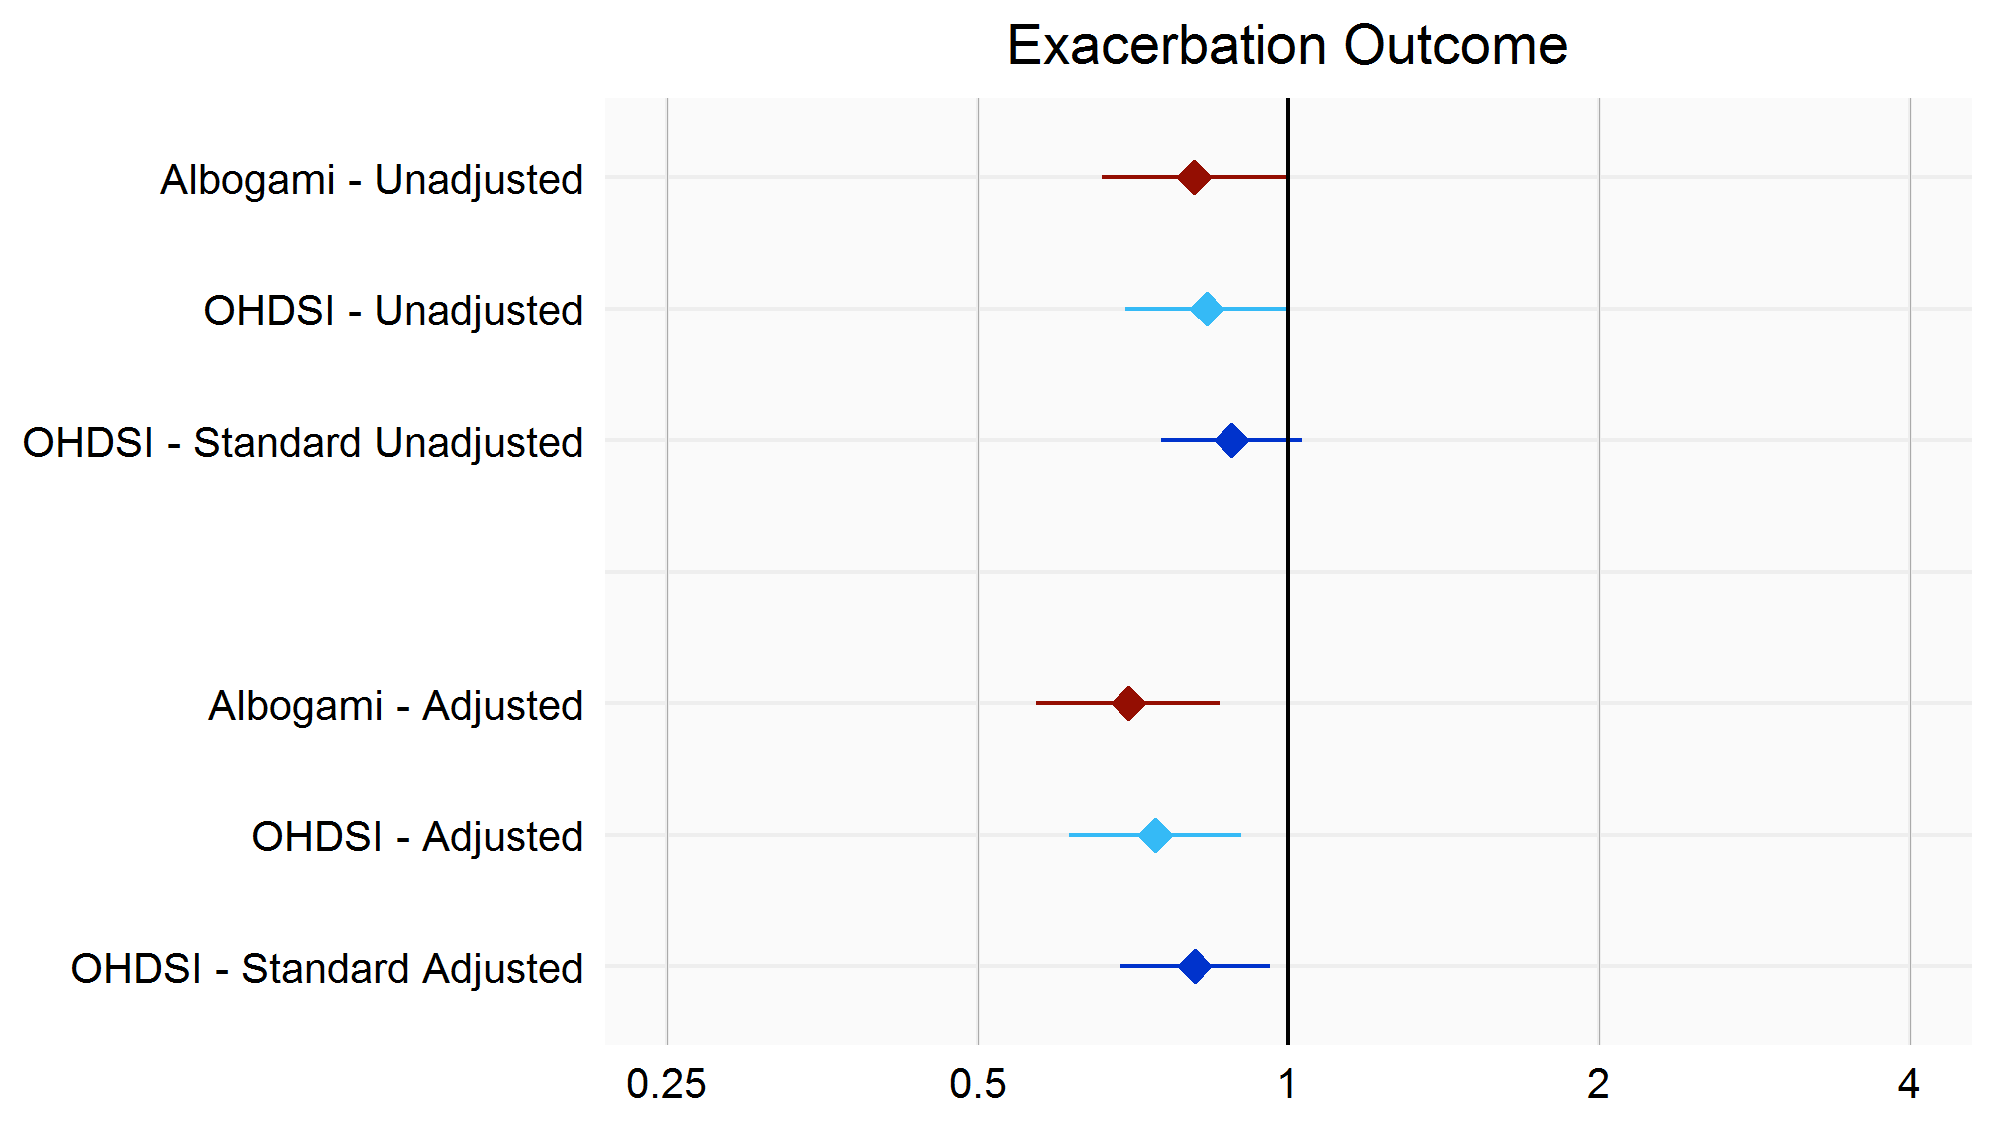 Exacerbation Outcome
Albogami - Unadjusted
OHDSI - Unadjusted
OHDSI - Standard Unadjusted
Albogami - Adjusted
OHDSI - Adjusted
OHDSI - Standard Adjusted
0.25 0.5 1 2 4